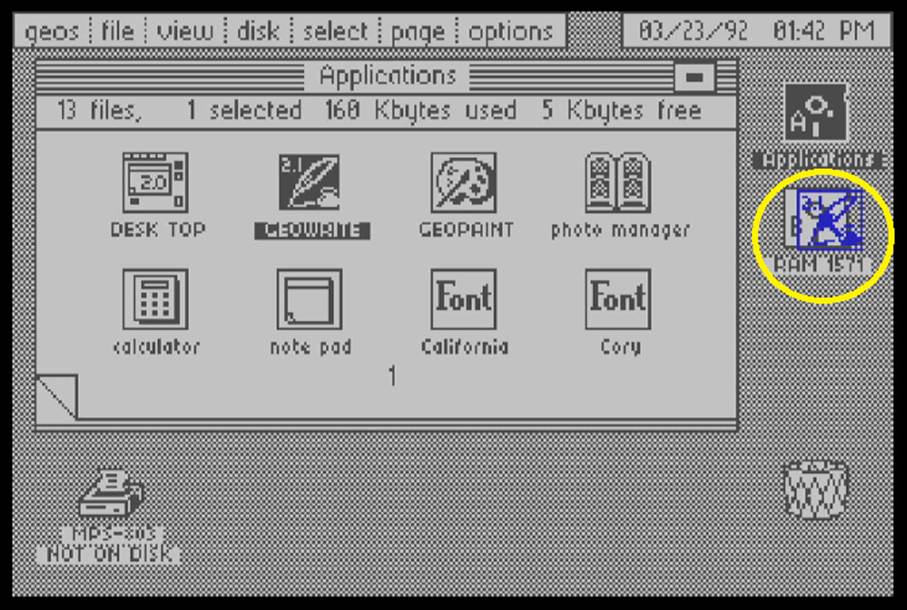 geos file view disk select page options 03/23/92 01:42 PM
Applications
13 files, 1 selected 160 Kbytes used 5 Kbytes free
A
Applications
2.0
2.1
DESK TOP
GEOWRITE
GEOPAINT
photo manager
B
RAM 1571
Font
Font
calculator
note pad
California
Cory
1
MPS-803
NOT ON DISK